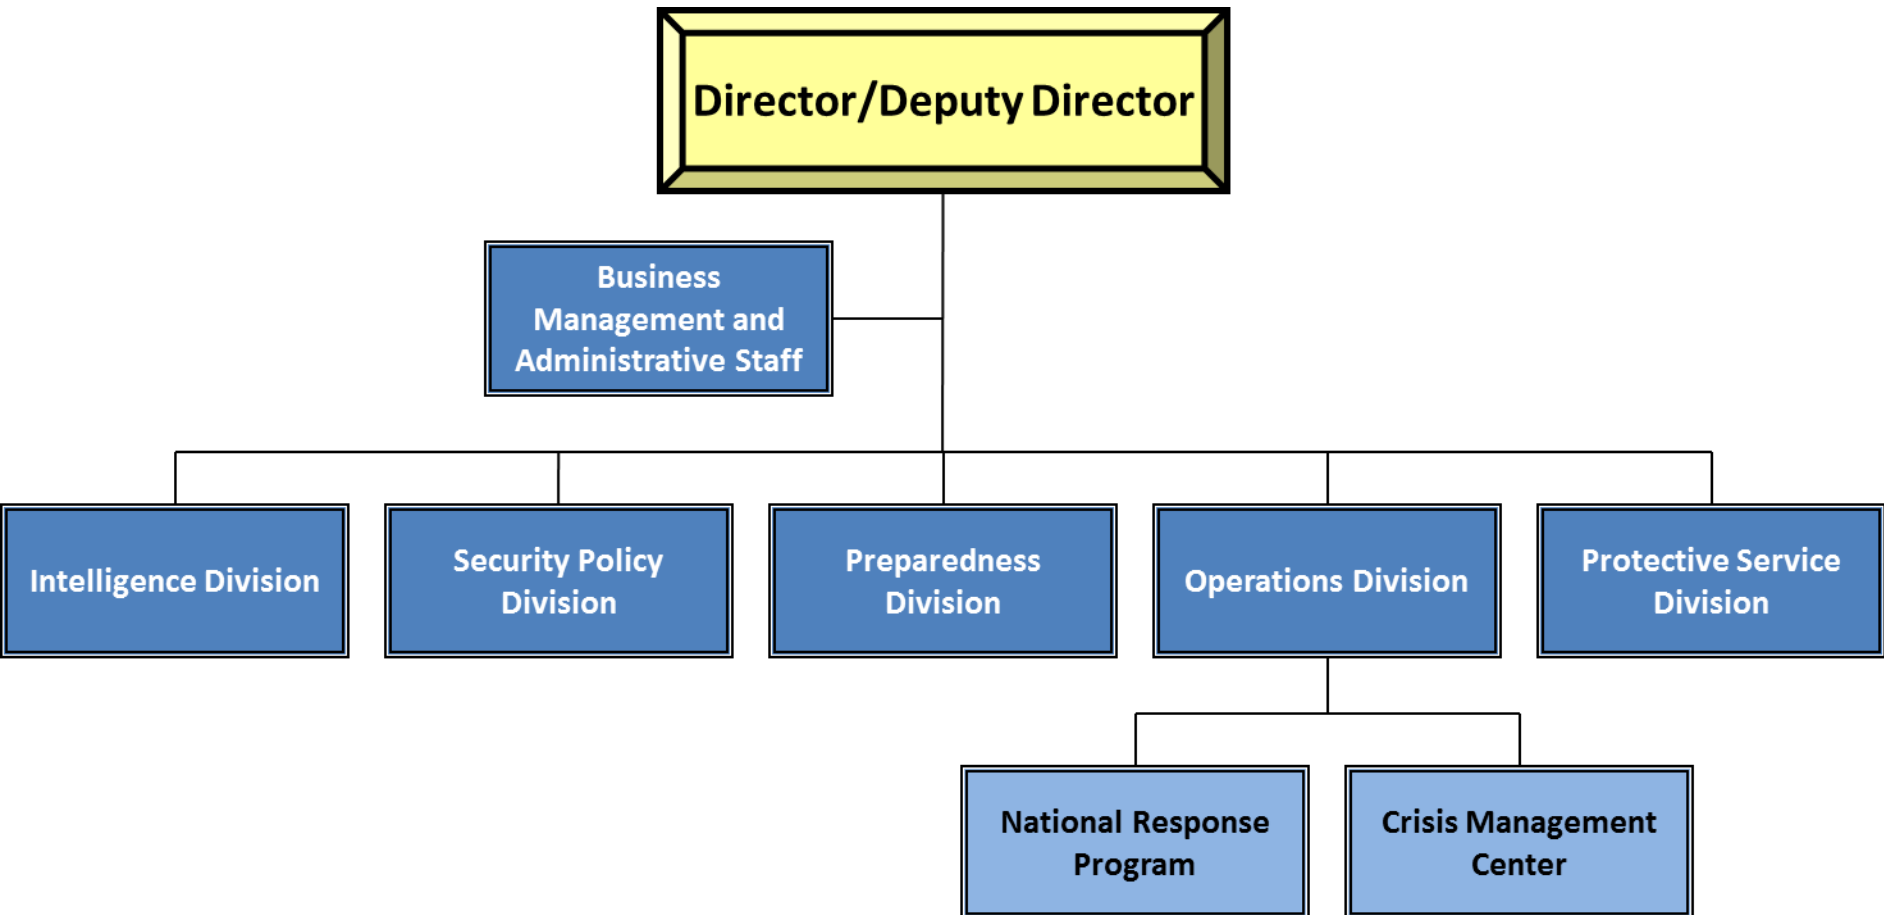 Director/Deputy Director
Business
Management and
Administrative Staff
Intelligence Division
Security Policy
Division
Preparedness
Division
Operations Division
Protective Service
Division
National Response
Program
Crisis Management
Center